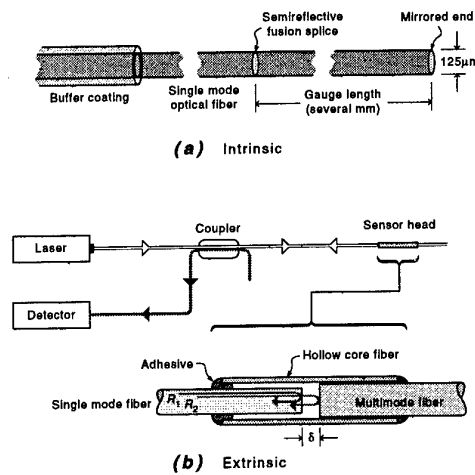 Semireflective
fusion splice
Mirrored end
125μm
Buffer coating
Single mode
optical fiber
Gauge length
(several mm)
(a) Intrinsic
Coupler
Sensor head
Laser
Detector
Adhesive
Hollow core fiber
Single mode fiber
R1
R2
Multimode fiber
δ
(b) Extrinsic